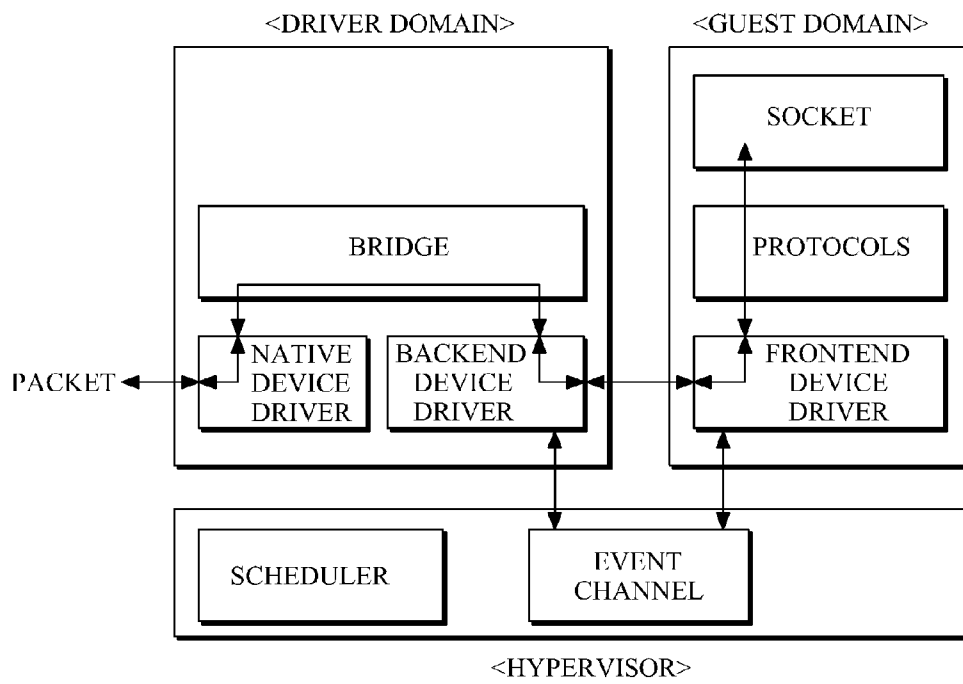 <DRIVER DOMAIN>
<GUEST DOMAIN>
SOCKET
BRIDGE
PROTOCOLS
PACKET
NATIVE
DEVICE
DRIVER
BACKEND
DEVICE
DRIVER
FRONTEND
DEVICE
DRIVER
SCHEDULER
EVENT
CHANNEL
<HYPERVISOR>